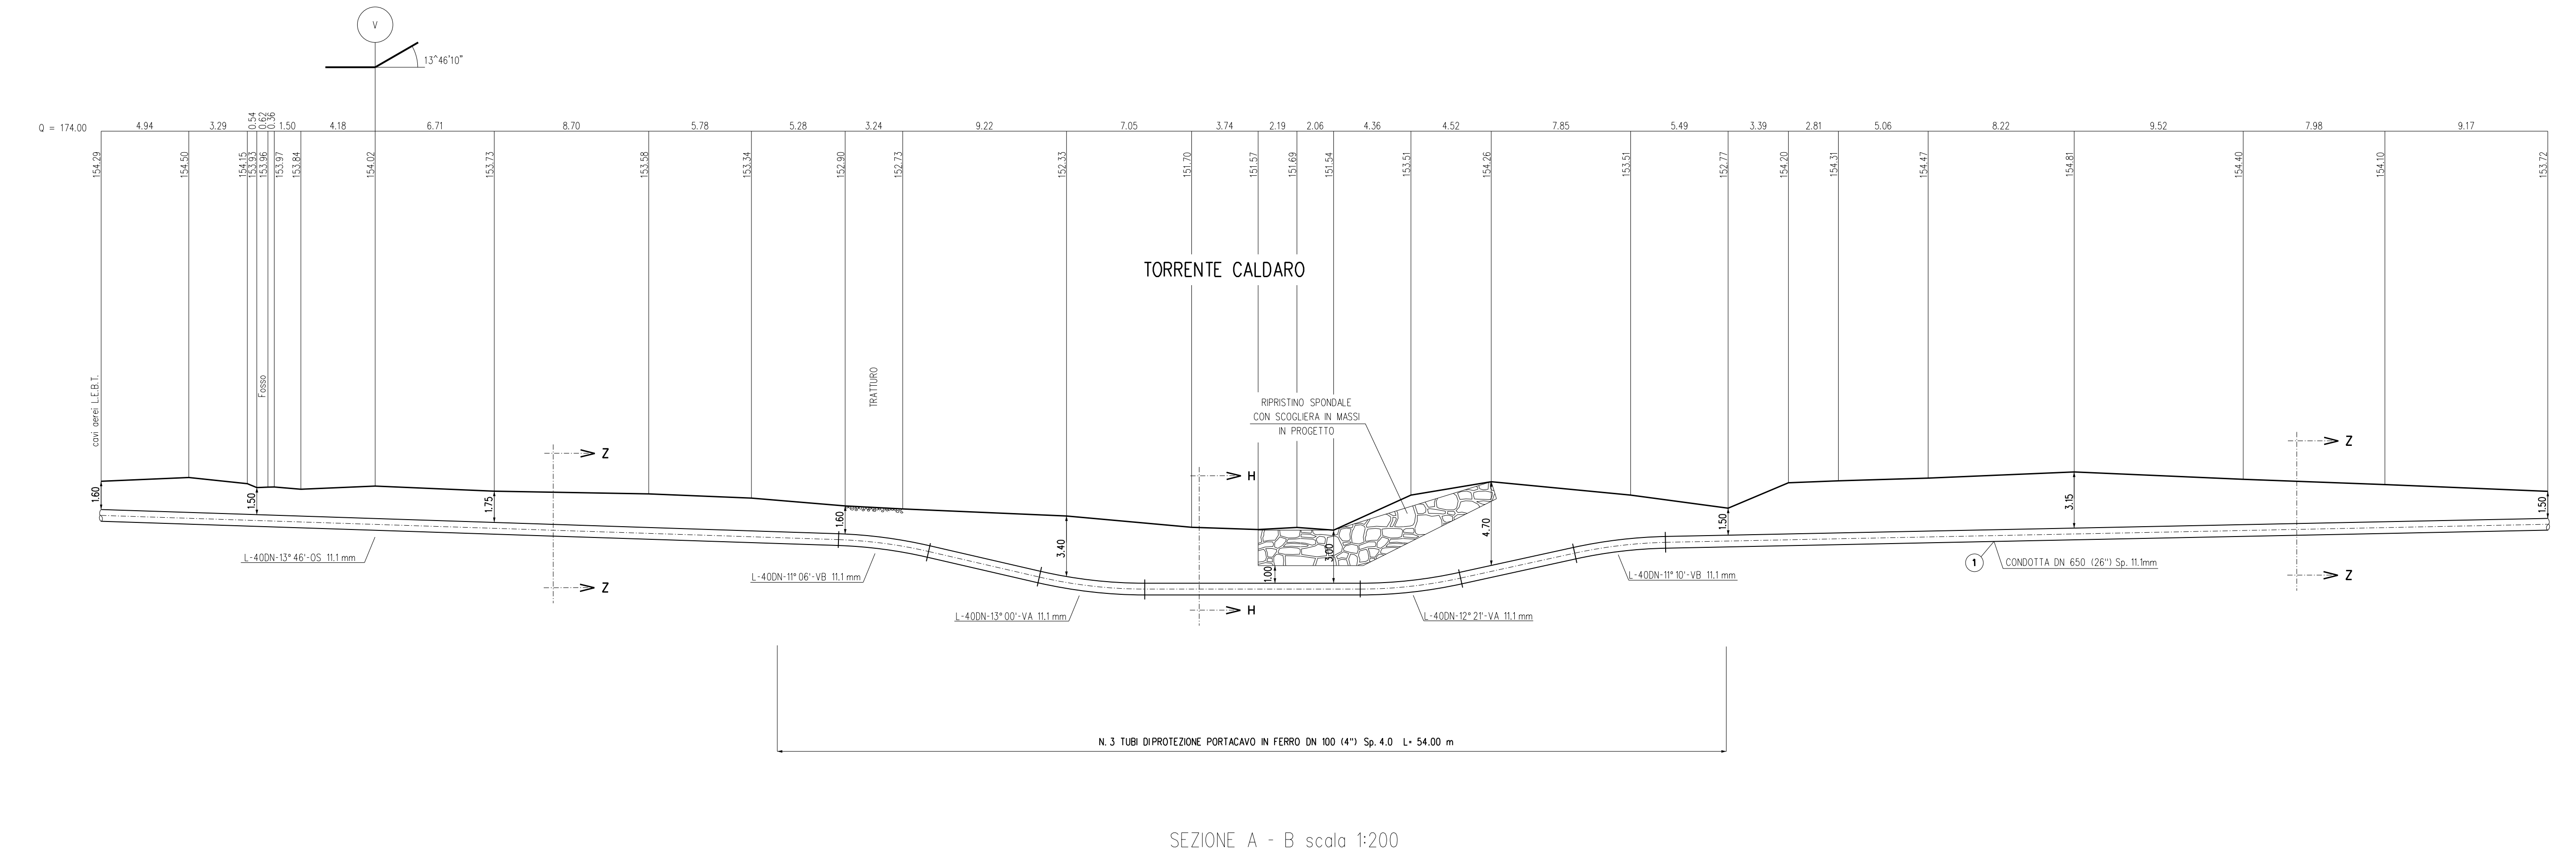 V
13^46'10"
Q = 174.00
4.94 3.29 0.54 0.62 0.36 1.50 4.18 6.71 8.70 5.78 5.28 3.24 9.22 7.05 3.74 2.19 2.06 4.36 4.52 7.85 5.49 3.39 2.81 5.06 8.22 9.52 7.98 9.17
154.29 154.50 154.15 153.93 153.96 153.97 153.84 154.02 153.73 153.58 153.34 152.90 152.73 152.33 151.70 151.57 151.69 151.54 153.51 154.26 153.51 152.77 154.20 154.31 154.47 154.81 154.40 154.10 153.72
TORRENTE CALDARO
cavi aerei L.E.B.T.
Fosso
TRATTURO
RIPRISTINO SPONDALE
CON SCOGLIERA IN MASSI
IN PROGETTO
Z
H
Z
1.60 1.50 1.75 1.60 3.40 1.00 3.00 4.70 1.50 3.15 1.50
L-40DN-13°46'-OS 11.1 mm
Z
L-40DN-11°06'-VB 11.1 mm
L-40DN-13°00'-VA 11.1 mm
H
L-40DN-12°21'-VA 11.1 mm
L-40DN-11°10'-VB 11.1 mm
1
CONDOTTA DN 650 (26") Sp. 11.1mm
Z
N. 3 TUBI DI PROTEZIONE PORTACAVO IN FERRO DN 100 (4") Sp. 4.0 L= 54.00 m
SEZIONE A - B scala 1:200